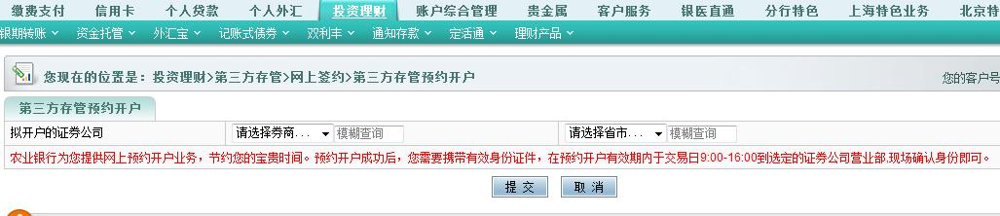 缴费支付 信用卡 个人贷款 个人外汇 投资理财 账户综合管理 贵金属 客户服务 银医直通 分行特色 上海特色业务 北京特
银期转账 资金托管 外汇宝 记账式债券 双利丰 通知存款 定活通 理财产品
您现在的位置是：投资理财>第三方存管>网上签约>第三方存管预约开户 您的客户号
第三方存管预约开户
拟开户的证券公司 请选择券商... 模糊查询 请选择省市... 模糊查询
农业银行为您提供网上预约开户业务，节约您的宝贵时间。预约开户成功后，您需要携带有效身份证件，在预约开户有效期内于交易日9:00-16:00到选定的证券公司营业部,现场确认身份即可。
提 交 取 消